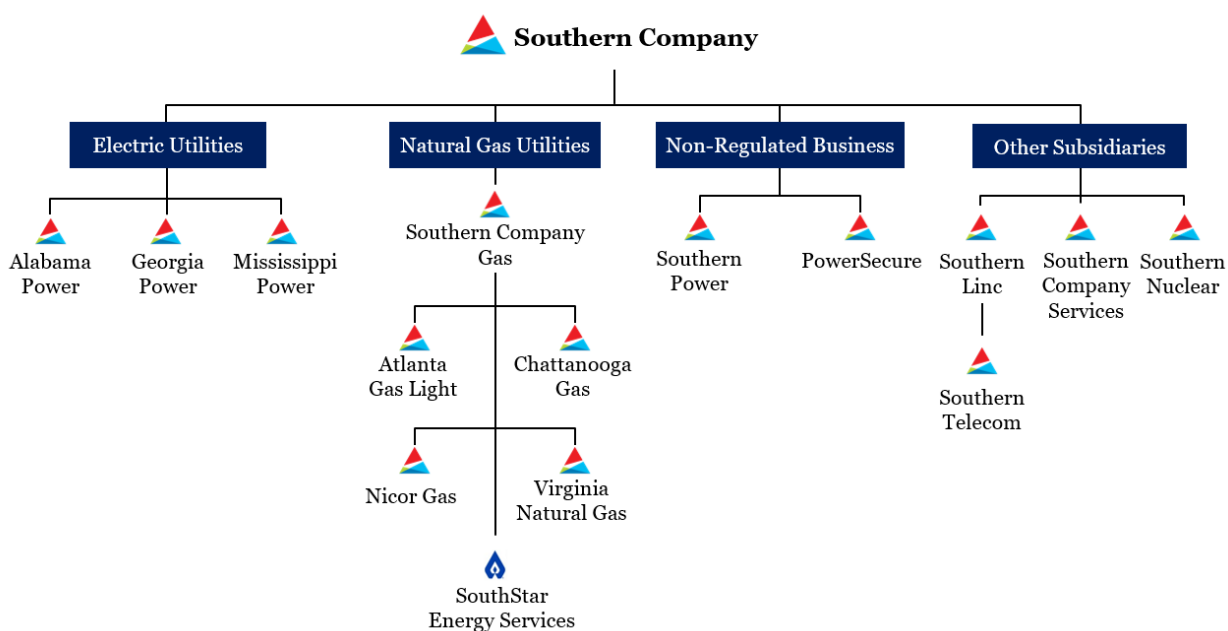 Southern Company
Electric Utilities
Natural Gas Utilities
Non-Regulated Business
Other Subsidiaries
Alabama
Power
Georgia
Power
Mississippi
Power
Southern Company
Gas
Atlanta
Gas Light
Chattanooga
Gas
Nicor Gas
Virginia
Natural Gas
SouthStar
Energy Services
Southern
Power
PowerSecure
Southern
Linc
Southern
Company
Services
Southern
Nuclear
Southern
Telecom